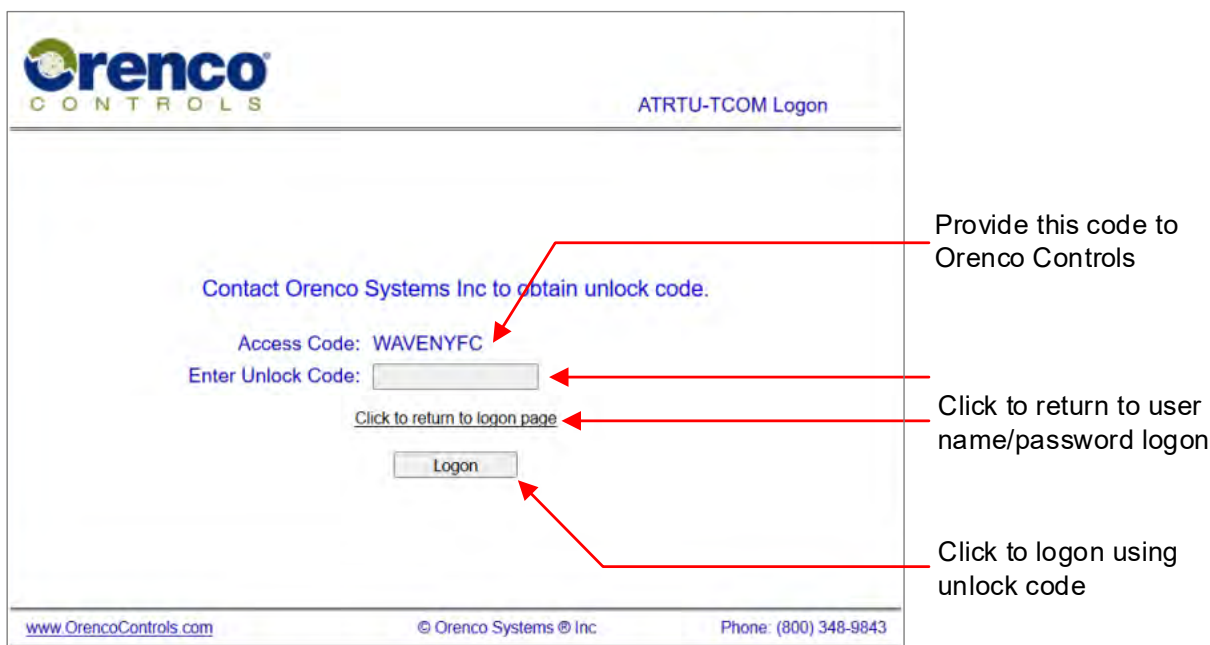 Orenco®
CONTROLS
ATRTU-TCOM Logon
Provide this code to
Orenco Controls
Contact Orenco Systems Inc to obtain unlock code.
Access Code: WAVENYFC
Enter Unlock Code:
Click to return to logon page
Click to return to user
name/password logon
Logon
Click to logon using
unlock code
www.OrencoControls.com © Orenco Systems ® Inc Phone: (800) 348-9843